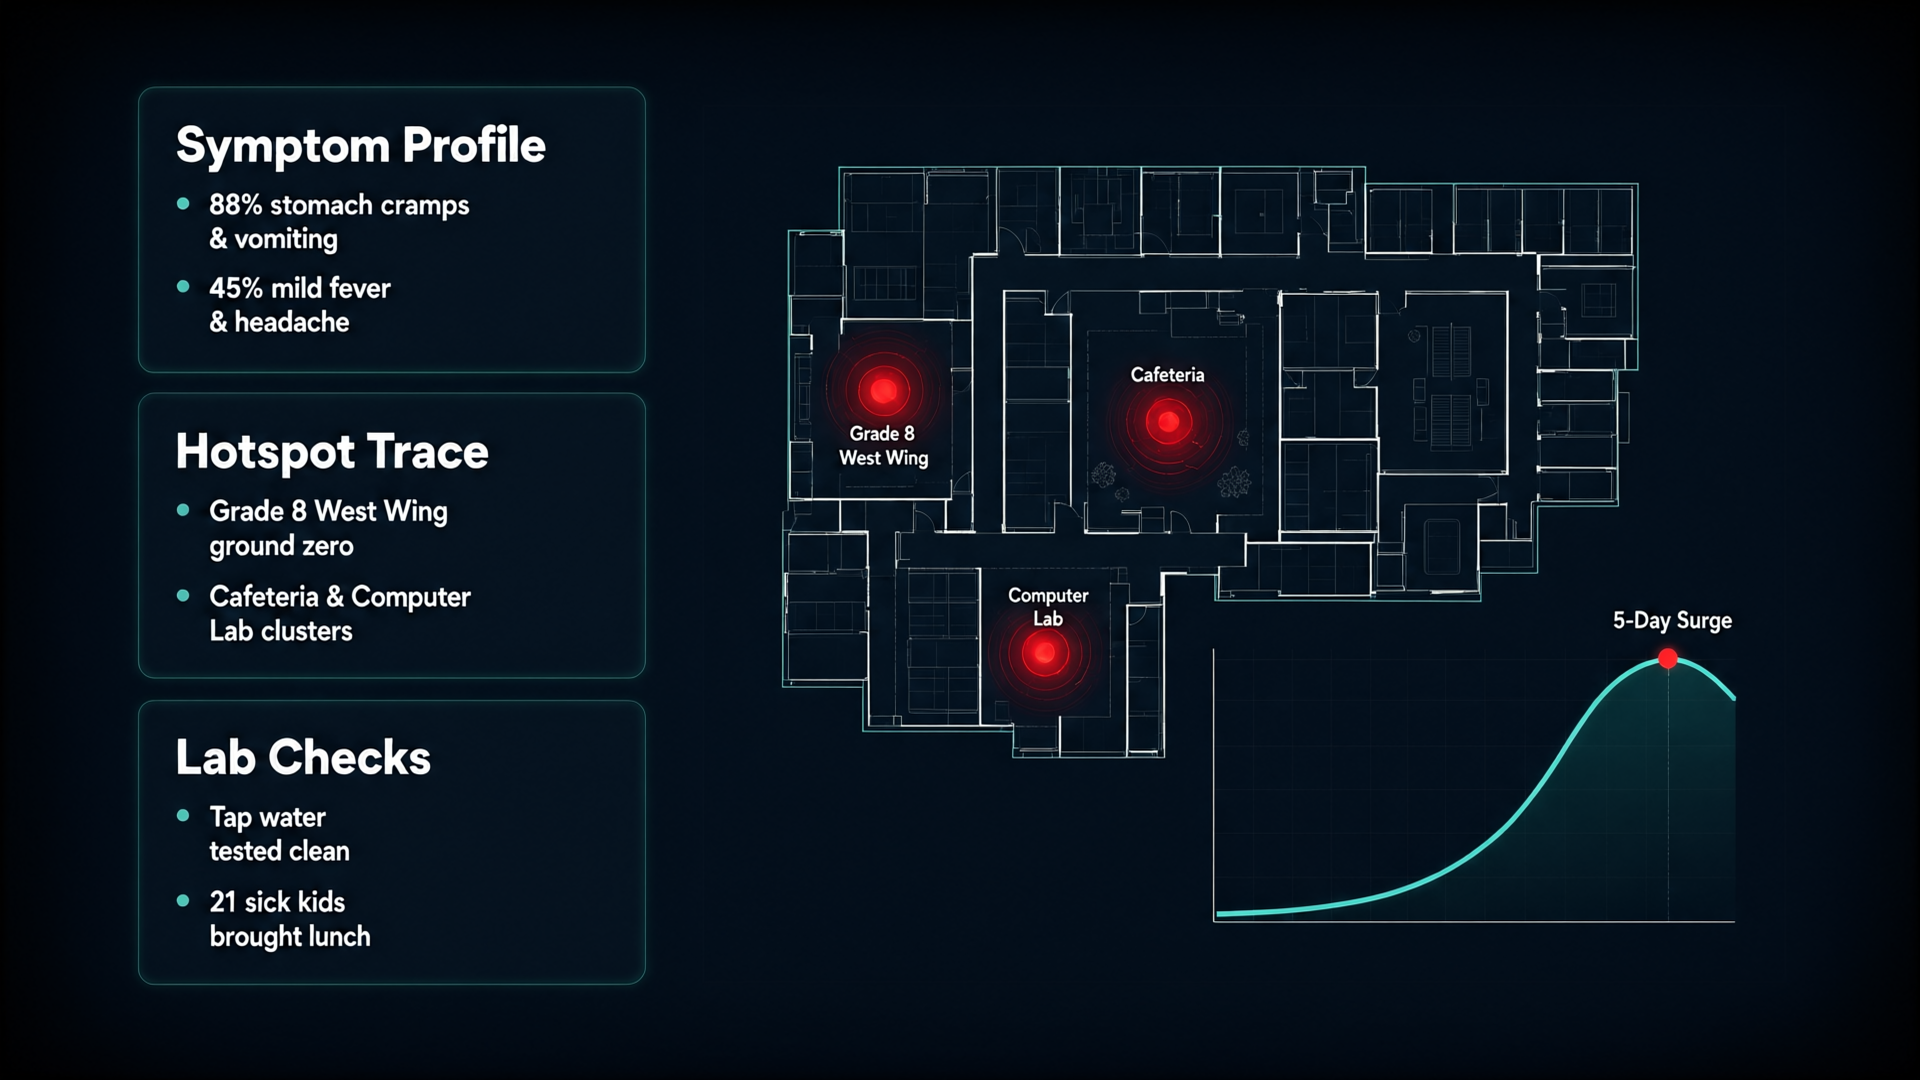 Symptom Profile
88% stomach cramps
& vomiting
45% mild fever
& headache
Hotspot Trace
Grade 8 West Wing
ground zero
Cafeteria & Computer
Lab clusters
Lab Checks
Tap water
tested clean
21 sick kids
brought lunch
Cafeteria
Grade 8
West Wing
Computer
Lab
5-Day Surge